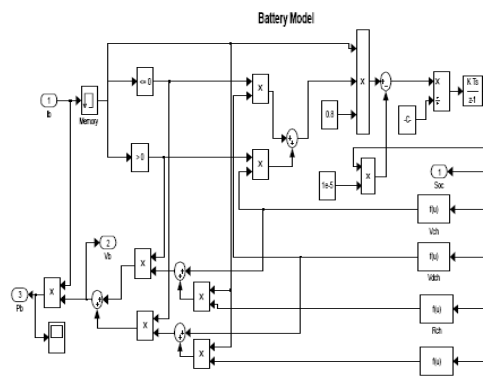 Battery Model
<= 0
1
Ib
Memory
x
x
0.8
-C-
x
÷
K Ts
z-1
> 0
x
1e-5
x
1
Soc
f(u)
Vch
2
Vb
x
x
f(u)
Vdch
3
Pb
x
x
x
f(u)
Rch
x
f(u)